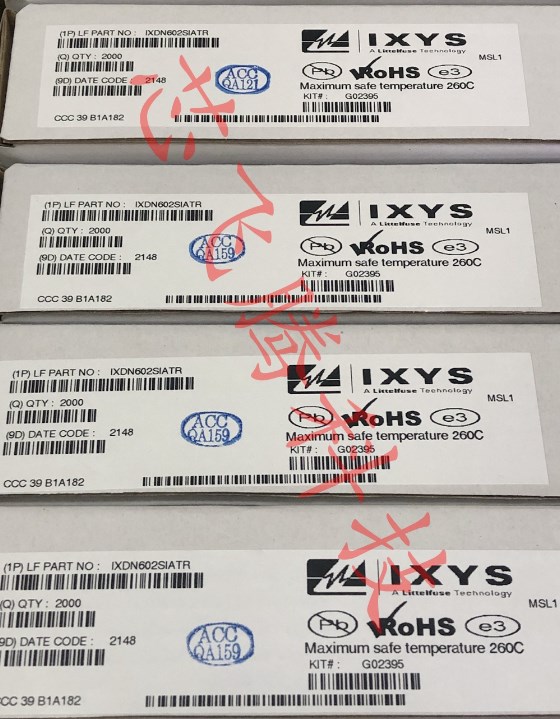 (1P) LF PART NO : IXDN602SIATR
(Q) QTY : 2000
(9D) DATE CODE : 2148
ACC
QA121
CCC 39 B1A182
IXYS
A Littelfuse Technology
MSL1
Pb
RoHS
e3
Maximum safe temperature 260C
KIT# : G02395
(1P) LF PART NO : IXDN602SIATR
(Q) QTY : 2000
(9D) DATE CODE : 2148
ACC
QA159
CCC 39 B1A182
IXYS
A Littelfuse Technology
MSL1
Pb
RoHS
e3
Maximum safe temperature 260C
KIT# : G02395
(1P) LF PART NO : IXDN602SIATR
(Q) QTY : 2000
(9D) DATE CODE : 2148
ACC
QA159
CCC 39 B1A182
IXYS
A Littelfuse Technology
MSL1
Pb
RoHS
e3
Maximum safe temperature 260C
KIT# : G02395
(1P) LF PART NO : IXDN602SIATR
(Q) QTY : 2000
(9D) DATE CODE : 2148
ACC
QA159
CCC 39 B1A182
IXYS
A Littelfuse Technology
MSL1
Pb
RoHS
e3
Maximum safe temperature 260C
KIT# : G02395
芯飞腾科技